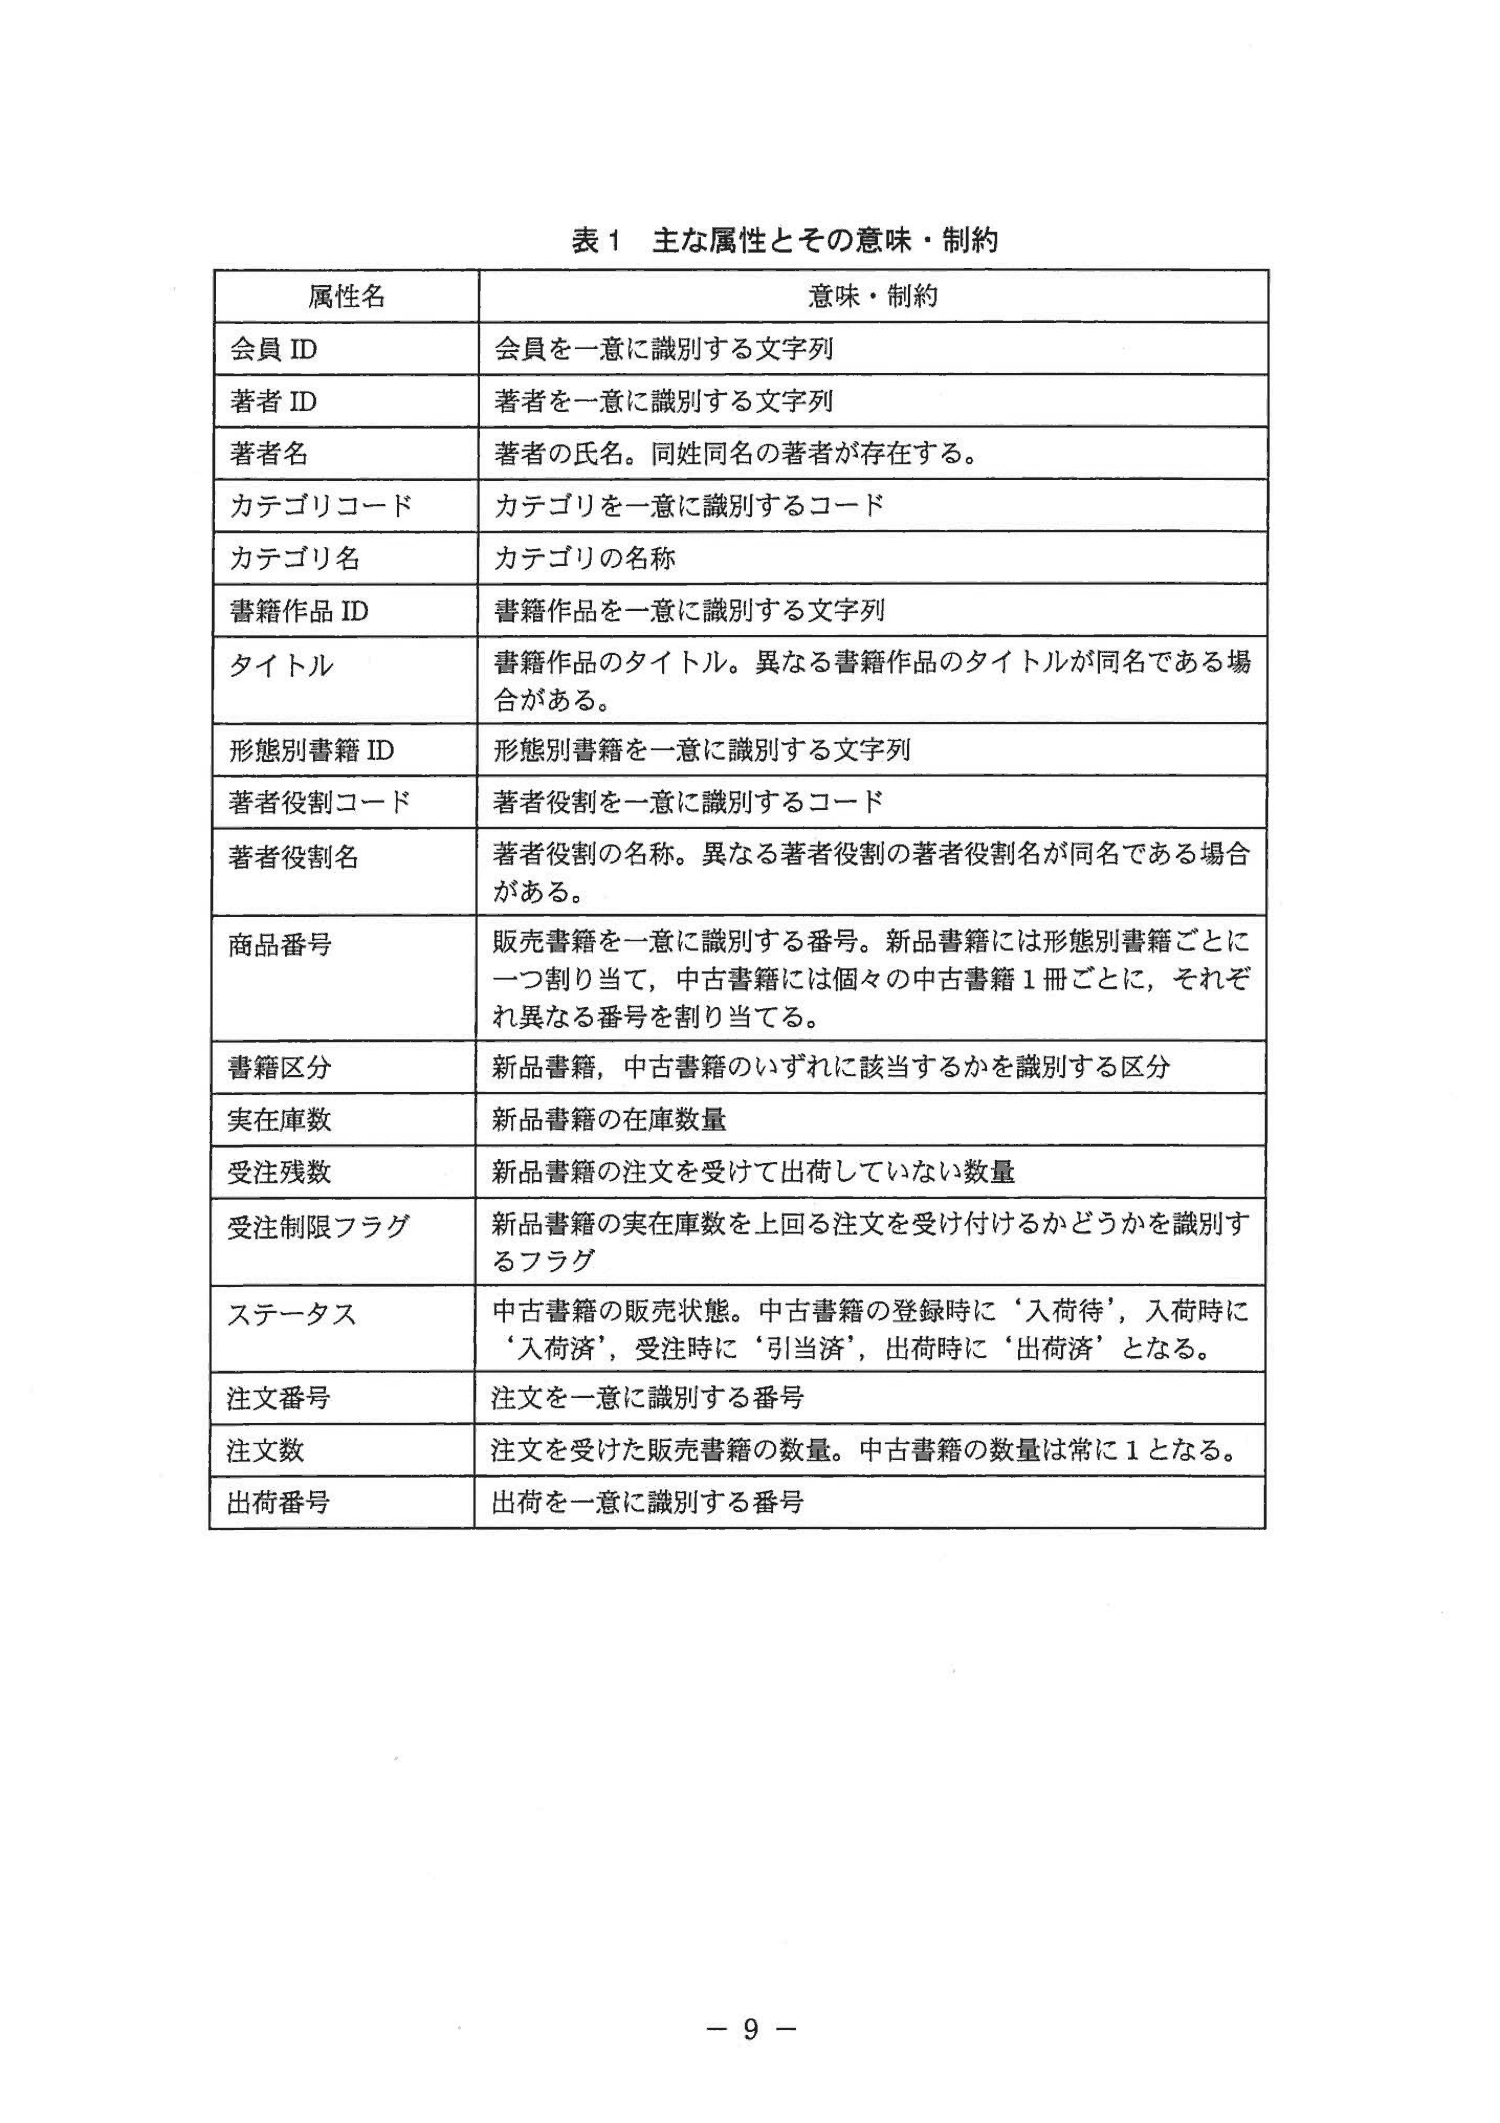 表1　主な属性とその意味・制約
属性名　意味・制約
会員 ID　会員を一意に識別する文字列
著者 ID　著者を一意に識別する文字列
著者名　著者の氏名。同姓同名の著者が存在する。
カテゴリコード　カテゴリを一意に識別するコード
カテゴリ名　カテゴリの名称
書籍作品 ID　書籍作品を一意に識別する文字列
タイトル　書籍作品のタイトル。異なる書籍作品のタイトルが同名である場
合がある。
形態別書籍 ID　形態別書籍を一意に識別する文字列
著者役割コード　著者役割を一意に識別するコード
著者役割名　著者役割の名称。異なる著者役割の著者役割名が同名である場合
がある。
商品番号　販売書籍を一意に識別する番号。新品書籍には形態別書籍ごとに
一つ割り当て，中古書籍には個々の中古書籍1冊ごとに，それぞ
れ異なる番号を割り当てる。
書籍区分　新品書籍，中古書籍のいずれに該当するかを識別する区分
実在庫数　新品書籍の在庫数量
受注残数　新品書籍の注文を受けて出荷していない数量
受注制限フラグ　新品書籍の実在庫数を上回る注文を受け付けるかどうかを識別す
るフラグ
ステータス　中古書籍の販売状態。中古書籍の登録時に‘入荷待’，入荷時に
‘入荷済’，受注時に‘引当済’，出荷時に‘出荷済’となる。
注文番号　注文を一意に識別する番号
注文数　注文を受けた販売書籍の数量。中古書籍の数量は常に1となる。
出荷番号　出荷を一意に識別する番号
－ 9 －